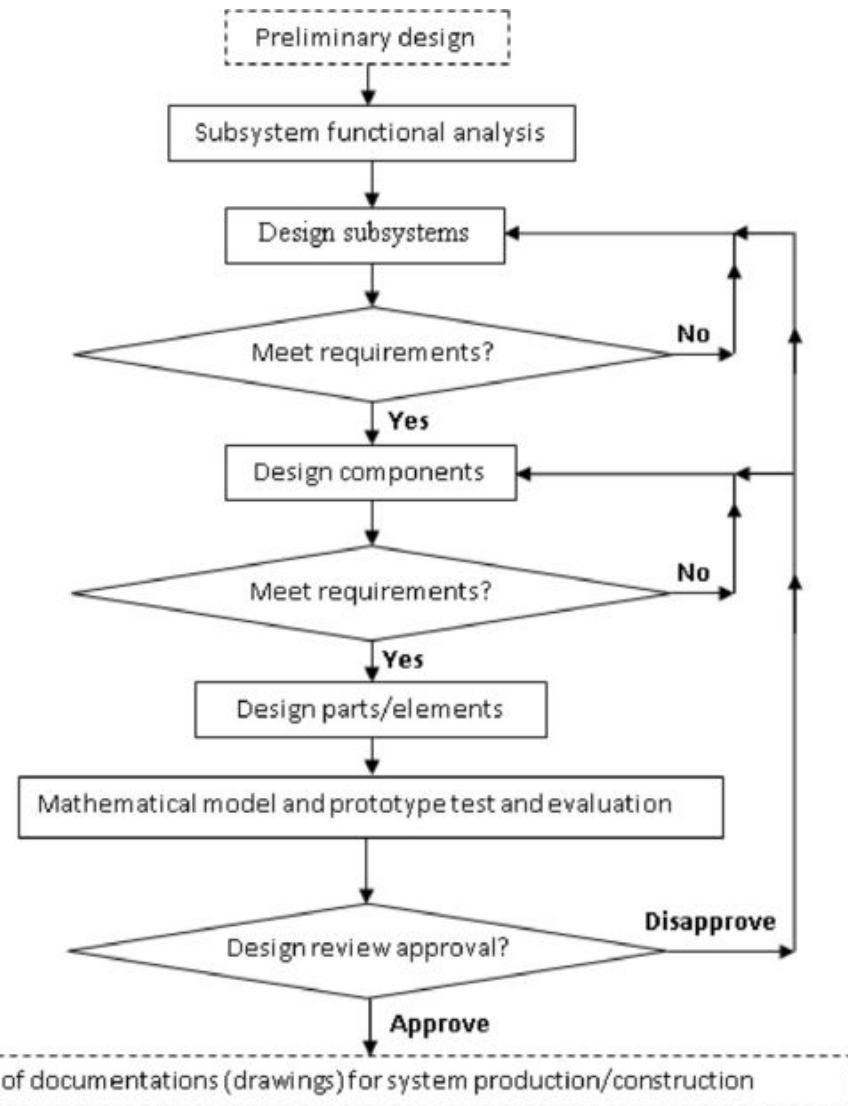 Preliminary design
Subsystem functional analysis
Design subsystems
No
Meet requirements?
Yes
Design components
No
Meet requirements?
Yes
Design parts/elements
Mathematical model and prototype test and evaluation
Disapprove
Design review approval?
Approve
of documentations (drawings) for system production/construction